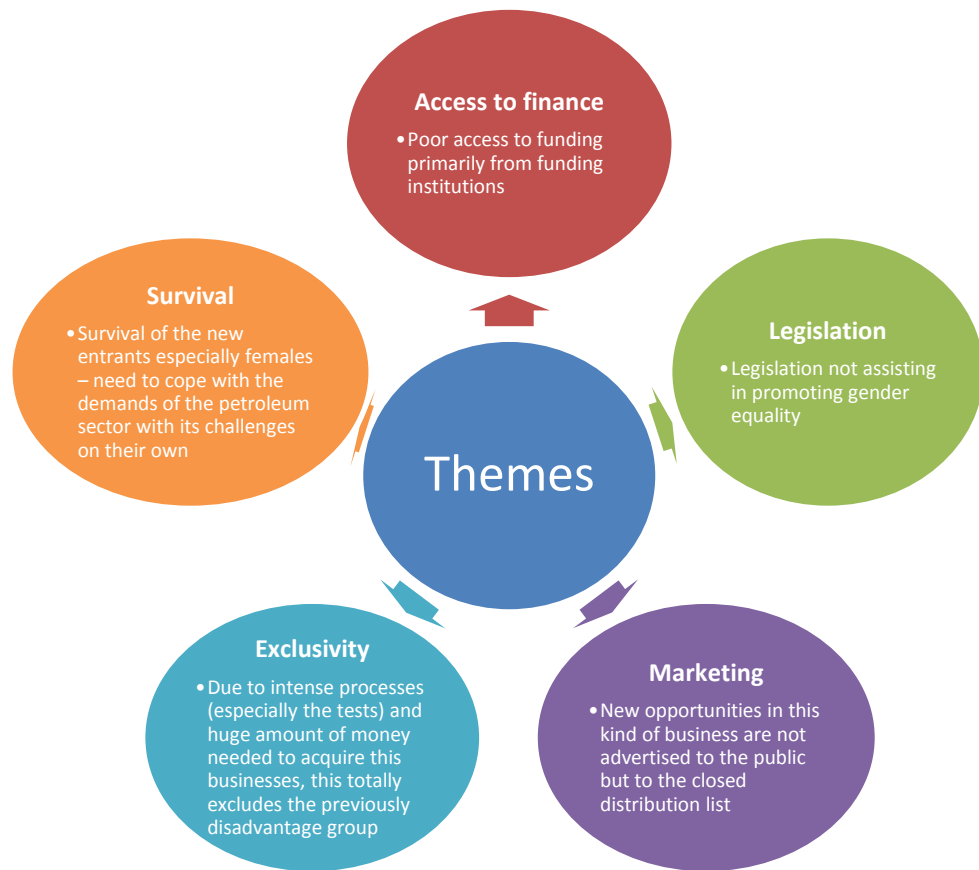 Access to finance
•Poor access to funding
primarily from funding
institutions
Survival
•Survival of the new
entrants especially females
– need to cope with the
demands of the petroleum
sector with its challenges
on their own
Legislation
•Legislation not assisting
in promoting gender
equality
Themes
Exclusivity
•Due to intense processes
(especially the tests) and
huge amount of money
needed to acquire this
businesses, this totally
excludes the previously
disadvantage group
Marketing
•New opportunities in this
kind of business are not
advertised to the public
but to the closed
distribution list